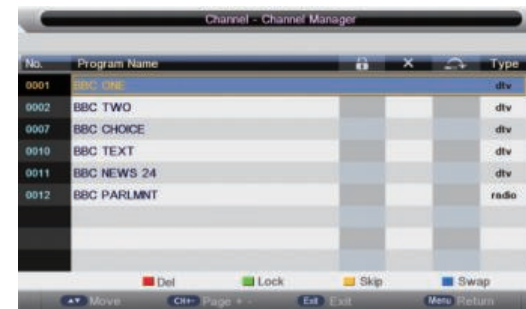 Channel - Channel Manager
No. Program Name Type
0001 BBC ONE dtv
0002 BBC TWO dtv
0007 BBC CHOICE dtv
0010 BBC TEXT dtv
0011 BBC NEWS 24 dtv
0012 BBC PARLMNT radio
Del Lock Skip Swap
Move CH+- Page + - Exit Exit Menu Return